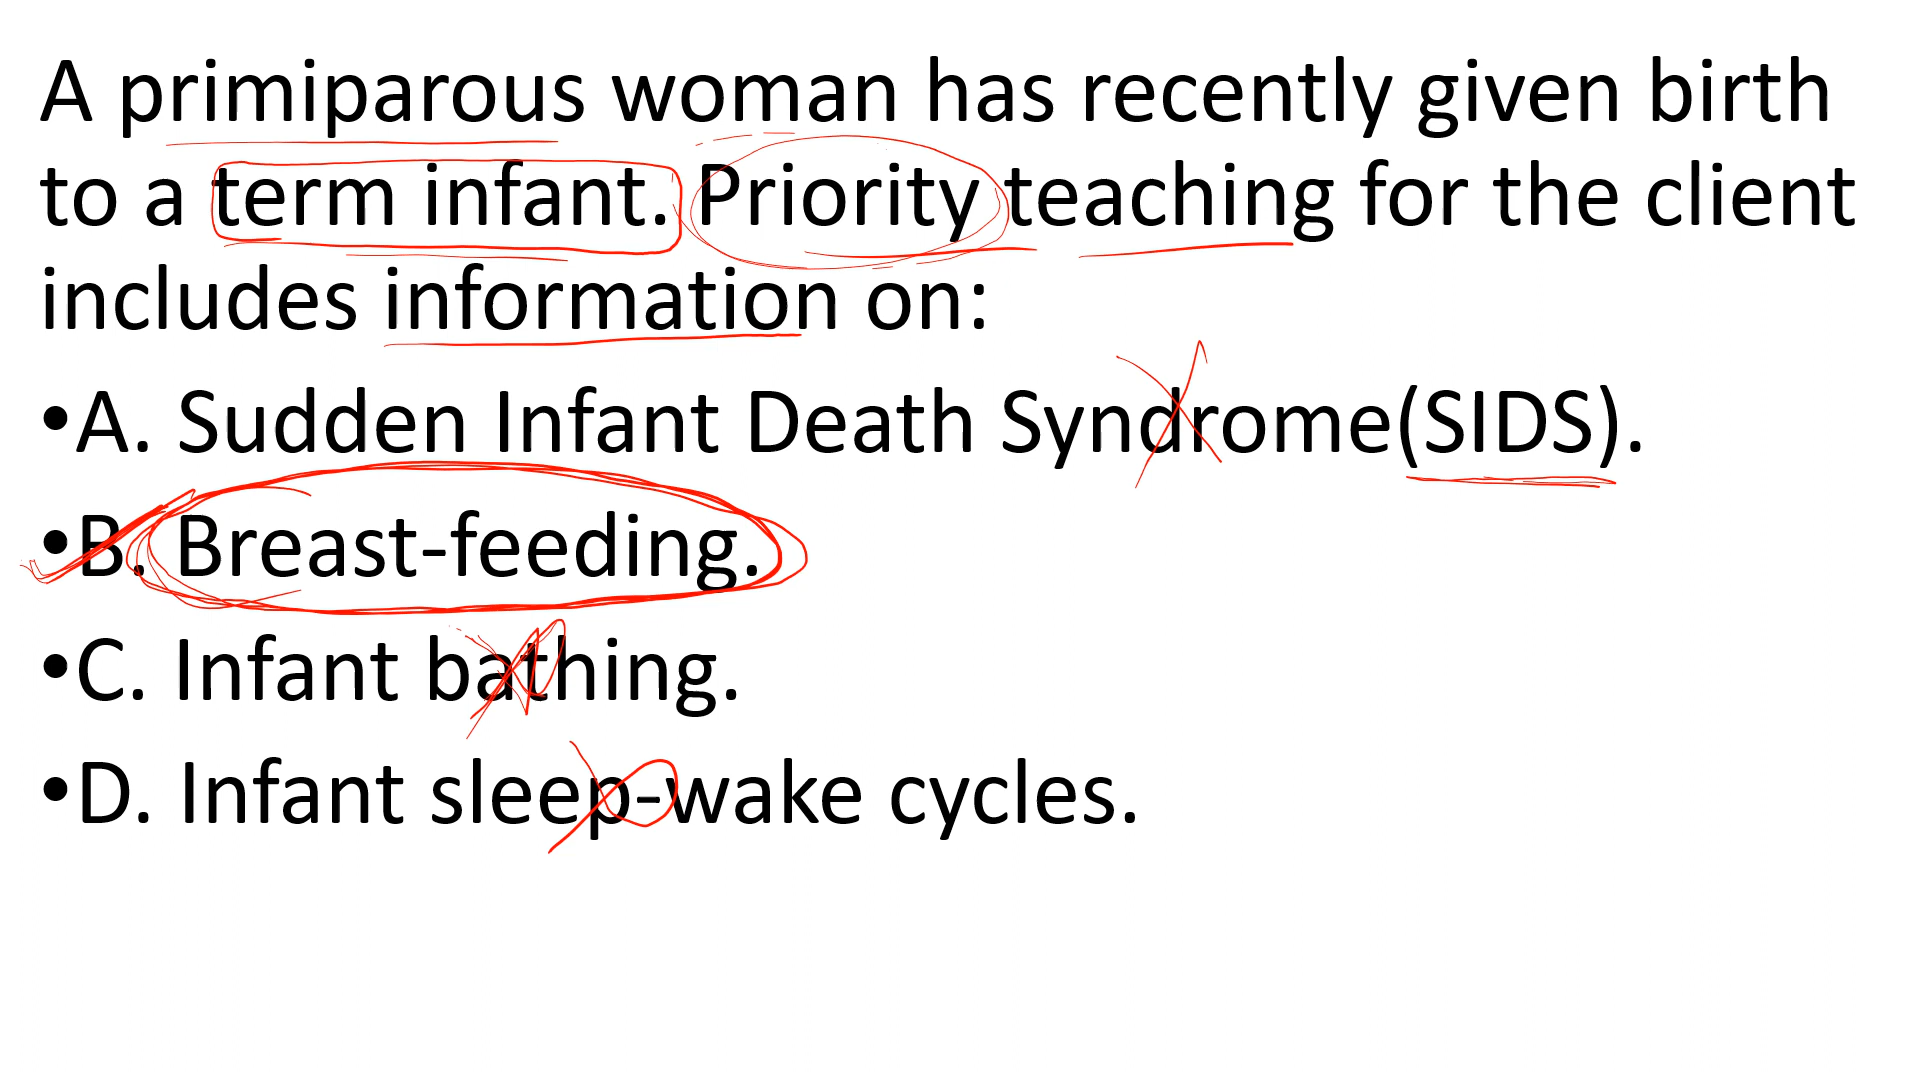 A primiparous woman has recently given birth
to a term infant. Priority teaching for the client
includes information on:
•A. Sudden Infant Death Syndrome(SIDS).
•B. Breast-feeding.
•C. Infant bathing.
•D. Infant sleep-wake cycles.